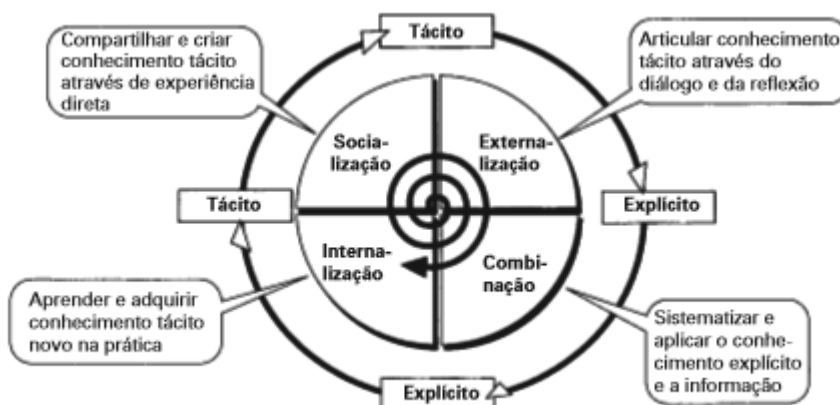 Tácito
Compartilhar e criar
conhecimento tácito
através de experiência
direta
Articular conhecimento
tácito através do
diálogo e da reflexão
Socia-
lização
Externa-
lização
Tácito
Explícito
Interna-
lização
Combi-
nação
Aprender e adquirir
conhecimento tácito
novo na prática
Sistematizar e
aplicar o conhe-
cimento explícito
e a informação
Explícito